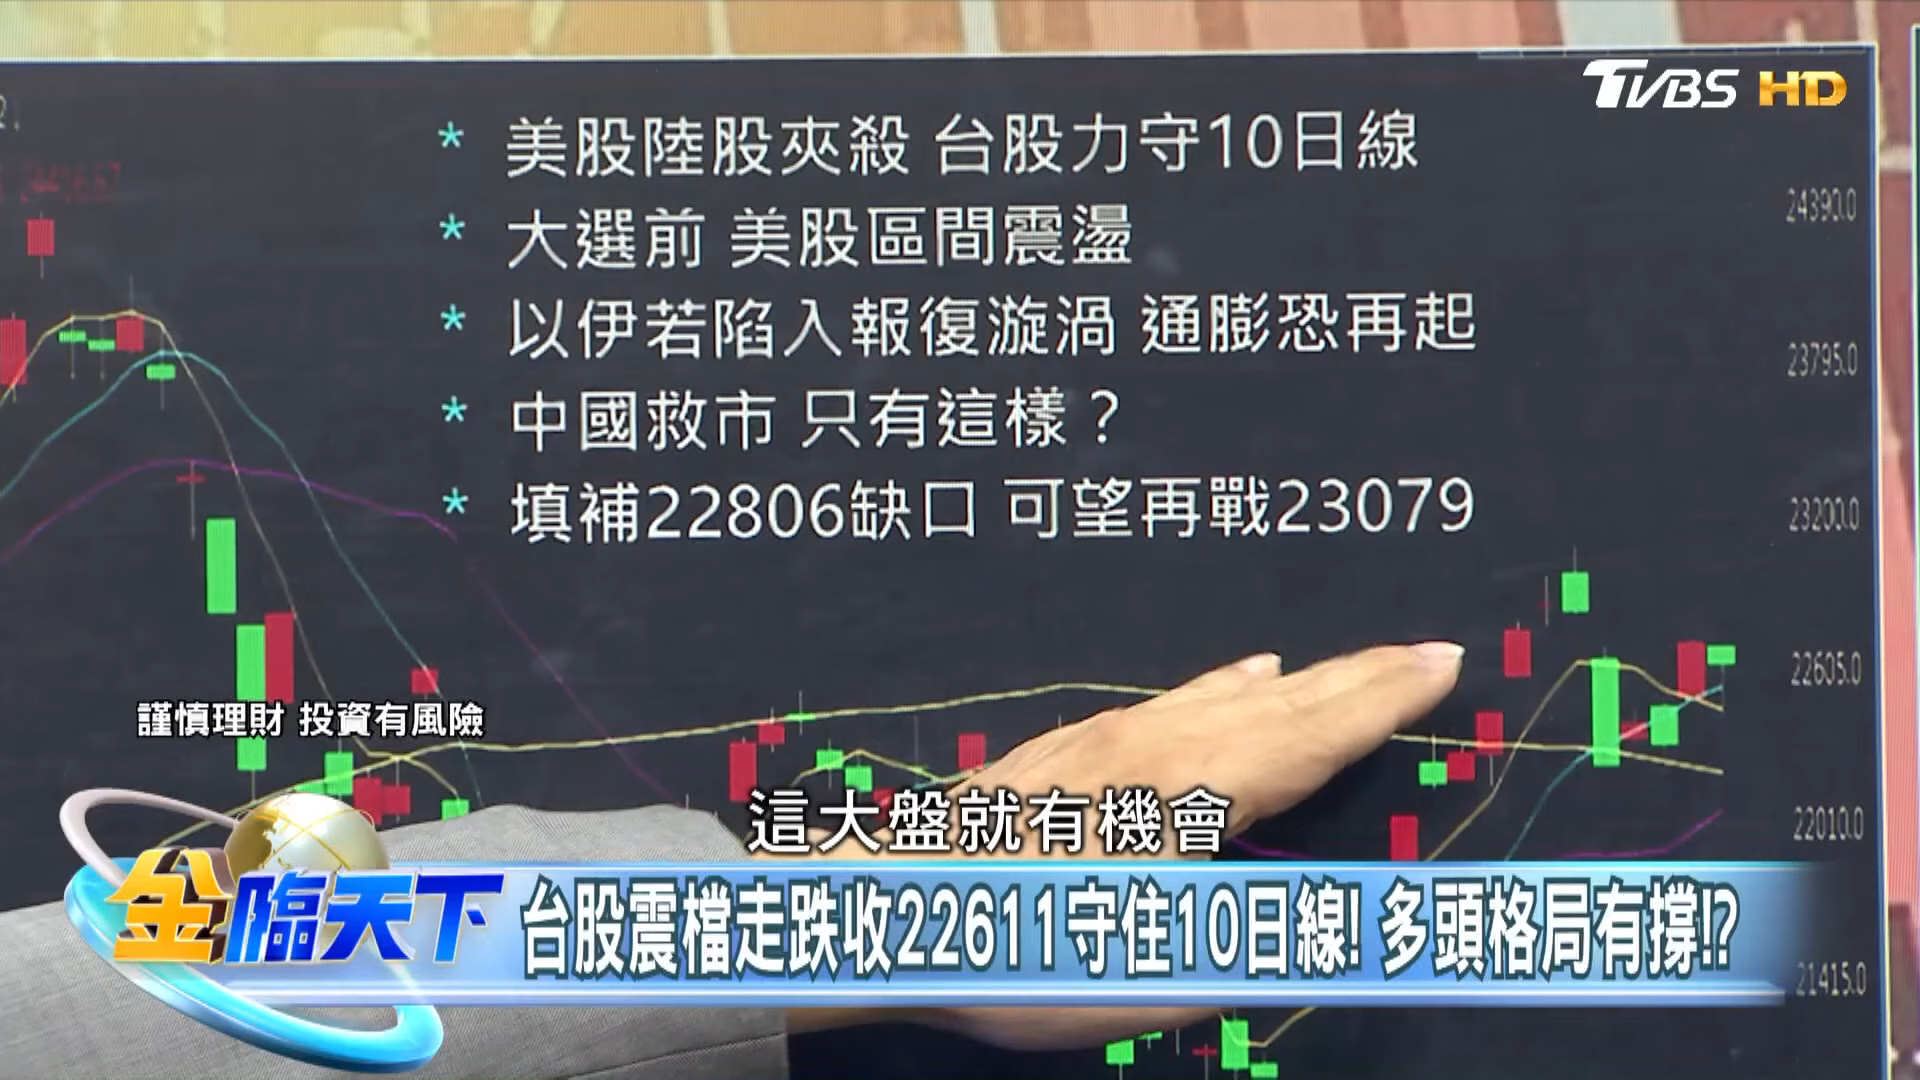 TVBS HD
* 美股陸股夾殺 台股力守10日線
* 大選前 美股區間震盪
* 以伊若陷入報復漩渦 通膨恐再起
* 中國救市 只有這樣？
* 填補22806缺口 可望再戰23079
24390.0
23795.0
23200.0
22605.0
22010.0
21415.0
謹慎理財 投資有風險
這大盤就有機會
金臨天下
台股震檔走跌收22611守住10日線! 多頭格局有撐!?